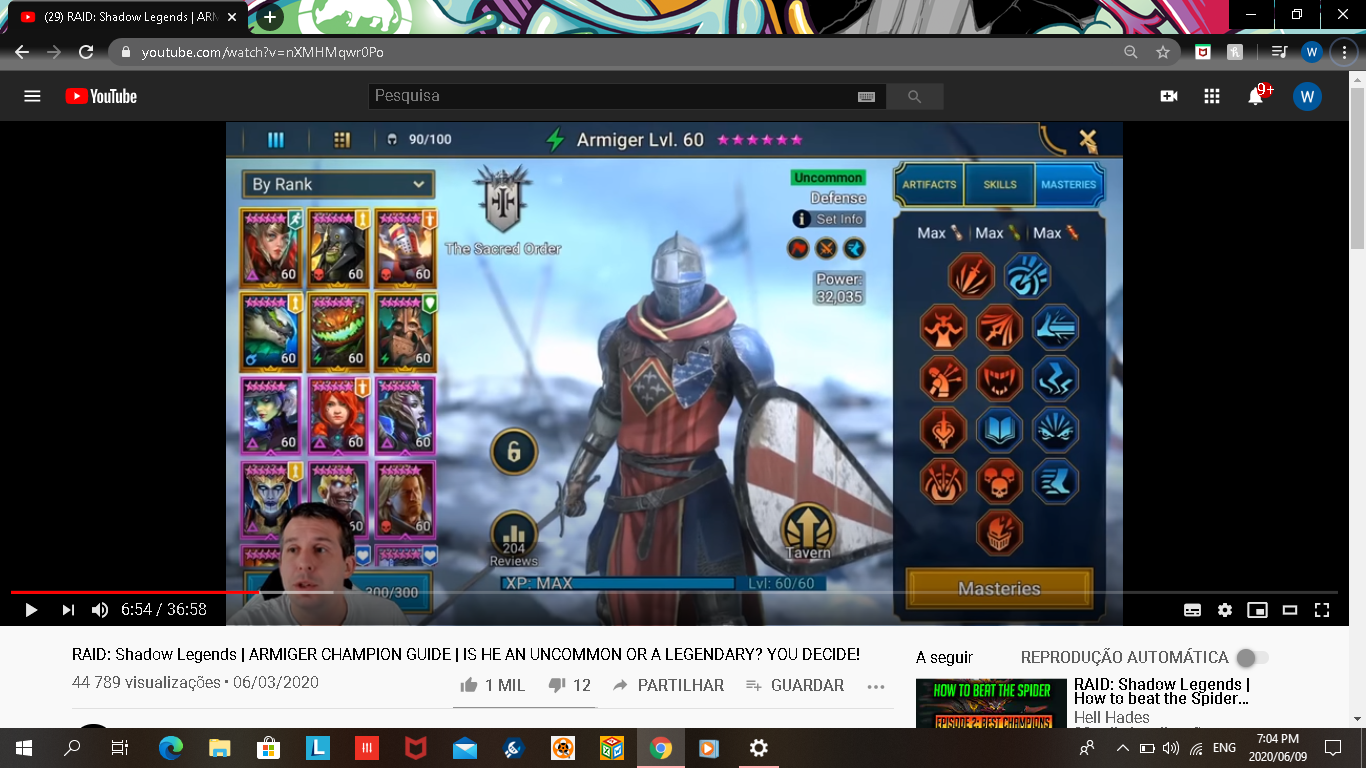 (29) RAID: Shadow Legends | ARM
youtube.com/watch?v=nXMHMqwr0Po
W
YouTube
Pesquisa
9+
W
90/100
Armiger Lvl. 60
By Rank
60
60
60
60
60
60
60
60
60
60
60
60
300/300
The Sacred Order
Uncommon
Defense
Set Info
Power:
32,035
6
204
Reviews
Tavern
XP: MAX
Lvl: 60/60
ARTIFACTS
SKILLS
MASTERIES
Max
Max
Max
Masteries
6:54 / 36:58
RAID: Shadow Legends | ARMIGER CHAMPION GUIDE | IS HE AN UNCOMMON OR A LEGENDARY? YOU DECIDE!
44 789 visualizações • 06/03/2020
1 MIL
12
PARTILHAR
GUARDAR
A seguir
REPRODUÇÃO AUTOMÁTICA
HOW TO BEAT THE SPIDER
EPISODE 2: BEST CHAMPIONS
RAID: Shadow Legends |
How to beat the Spider...
Hell Hades
L
ENG
7:04 PM
2020/06/09